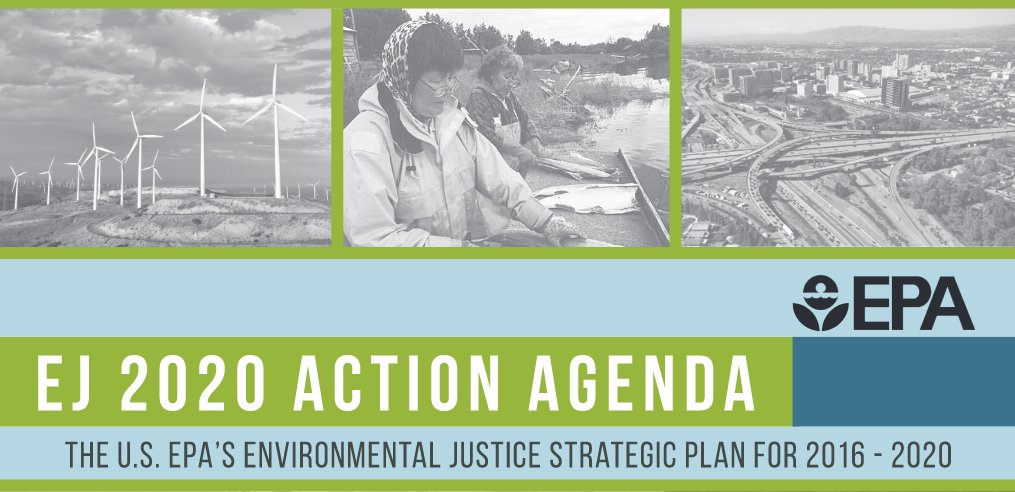 EPA
EJ 2020 ACTION AGENDA
THE U.S. EPA'S ENVIRONMENTAL JUSTICE STRATEGIC PLAN FOR 2016 - 2020